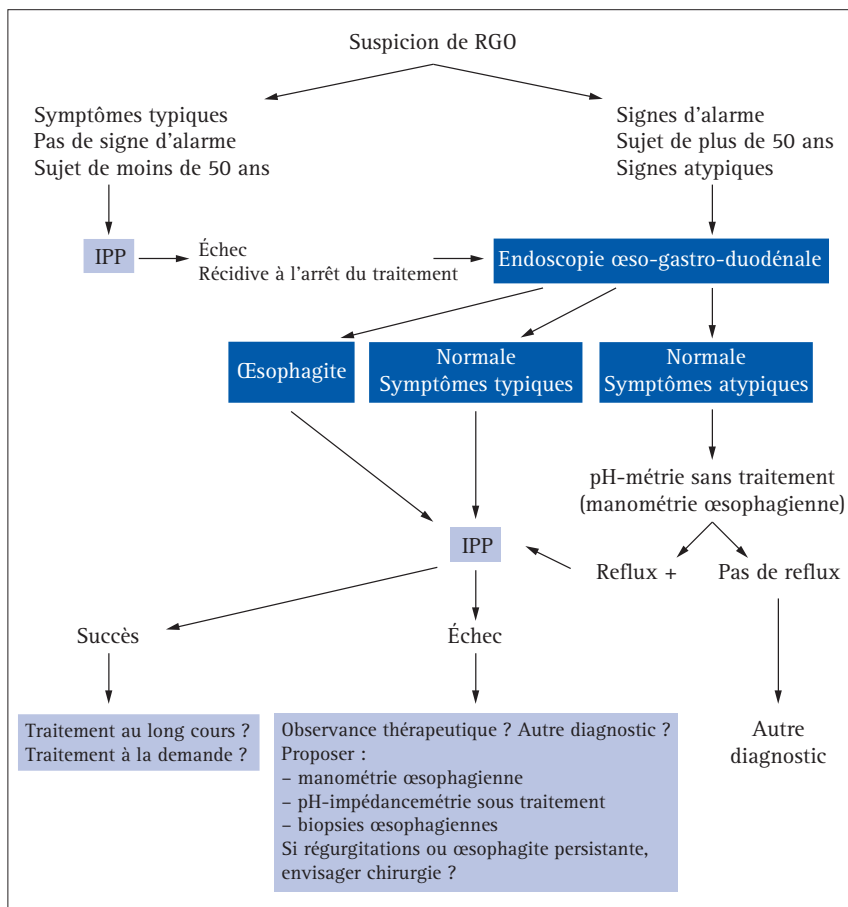 Suspicion de RGO
Symptômes typiques
Pas de signe d'alarme
Sujet de moins de 50 ans
Signes d'alarme
Sujet de plus de 50 ans
Signes atypiques
IPP
Échec
Récidive à l'arrêt du traitement
Endoscopie œso-gastro-duodénale
Œsophagite
Normale
Symptômes typiques
Normale
Symptômes atypiques
pH-métrie sans traitement
(manométrie œsophagienne)
IPP
Reflux +
Pas de reflux
Succès
Échec
Traitement au long cours ?
Traitement à la demande ?
Observance thérapeutique ? Autre diagnostic ?
Proposer :
– manométrie œsophagienne
– pH-impédancemétrie sous traitement
– biopsies œsophagiennes
Si régurgitations ou œsophagite persistante,
envisager chirurgie ?
Autre
diagnostic